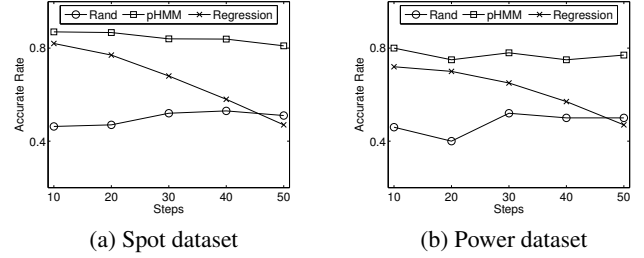 Rand pHMM Regression
0.8
0.4
Accurate Rate
10 20 30 40 50
Steps
(a) Spot dataset
Rand pHMM Regression
0.8
0.4
Accurate Rate
10 20 30 40 50
Steps
(b) Power dataset